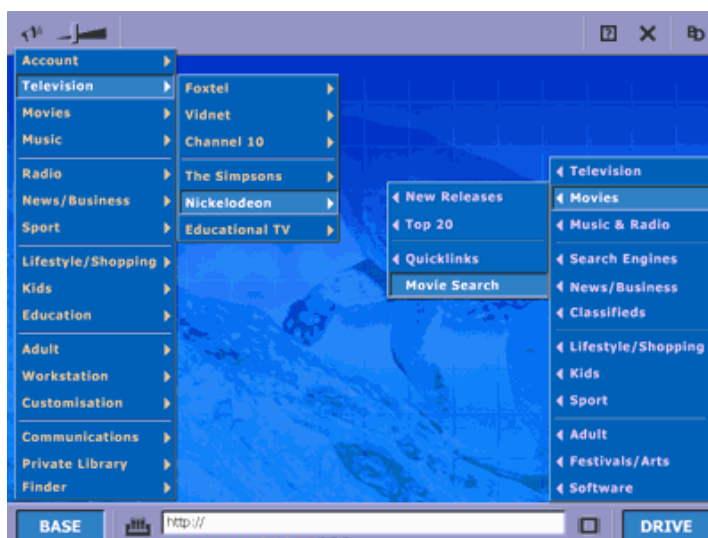 BD
Account
Television
Movies
Music
Radio
News/Business
Sport
Lifestyle/Shopping
Kids
Education
Adult
Workstation
Customisation
Communications
Private Library
Finder
Foxtel
Vidnet
Channel 10
The Simpsons
Nickelodeon
Educational TV
New Releases
Top 20
Quicklinks
Movie Search
Television
Movies
Music & Radio
Search Engines
News/Business
Classifieds
Lifestyle/Shopping
Kids
Sport
Adult
Festivals/Arts
Software
BASE
http://
DRIVE